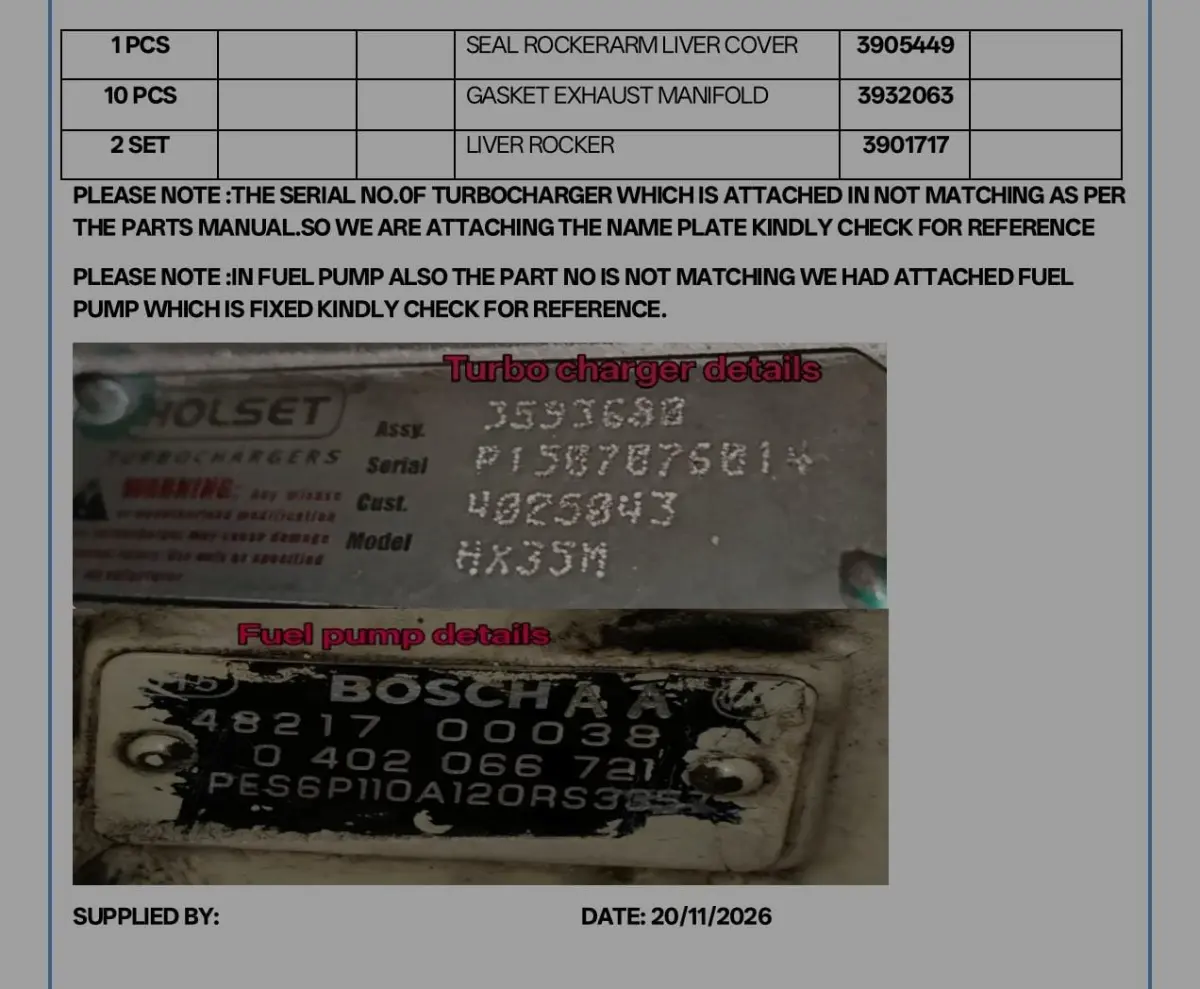 1 PCS SEAL ROCKERARM LIVER COVER 3905449
10 PCS GASKET EXHAUST MANIFOLD 3932063
2 SET LIVER ROCKER 3901717
PLEASE NOTE :THE SERIAL NO.0F TURBOCHARGER WHICH IS ATTACHED IN NOT MATCHING AS PER
THE PARTS MANUAL.SO WE ARE ATTACHING THE NAME PLATE KINDLY CHECK FOR REFERENCE
PLEASE NOTE :IN FUEL PUMP ALSO THE PART NO IS NOT MATCHING WE HAD ATTACHED FUEL
PUMP WHICH IS FIXED KINDLY CHECK FOR REFERENCE.
Turbo charger details
HOLSET
TURBOCHARGERS
WARNING:
Assy. 3593680
Serial
Cust. 4025043
Model HX35M
Fuel pump details
15 BOSCH A A
48217 00038
0 402 066 721
SUPPLIED BY: DATE: 20/11/2026